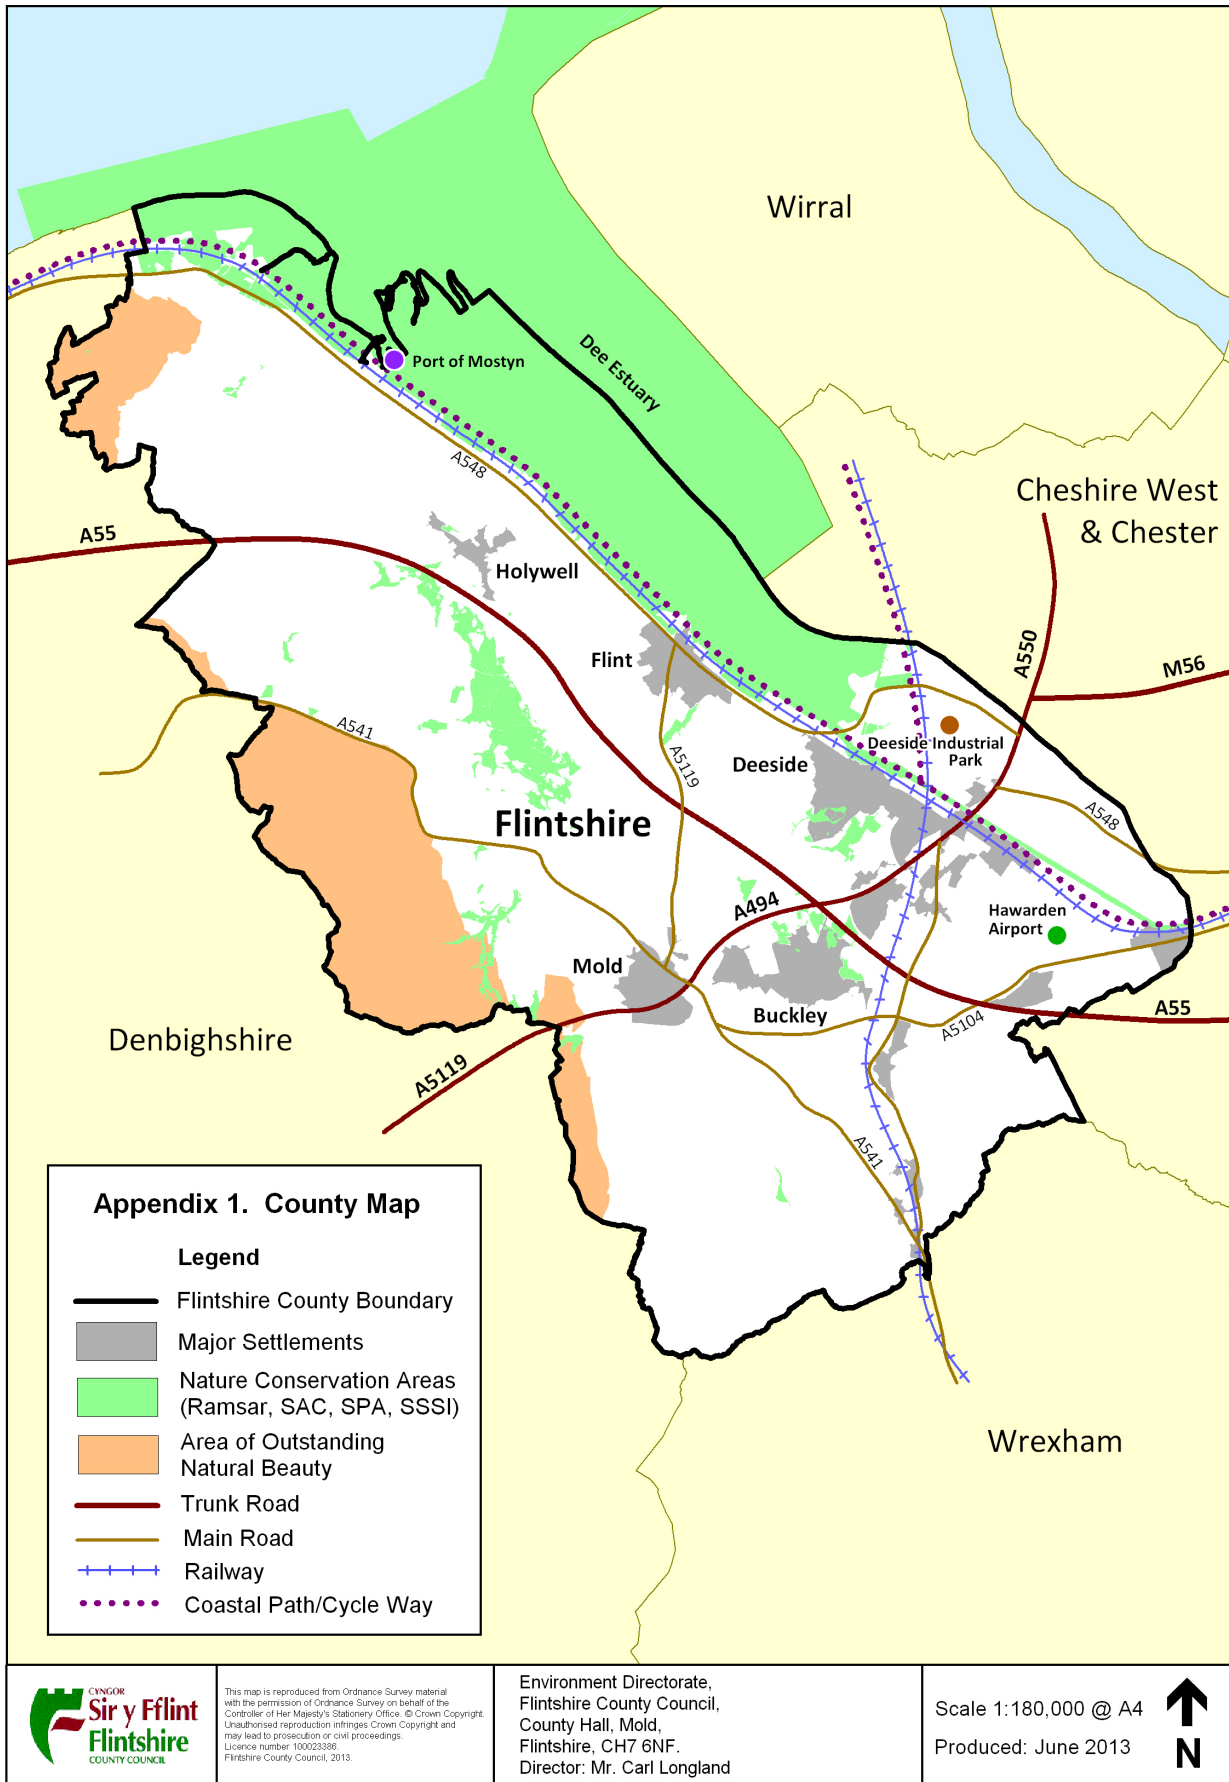 Wirral
Dee Estuary
Port of Mostyn
A548
Cheshire West
& Chester
A55
Holywell
Flint
A550
M56
A541
A5119
Deeside
Deeside Industrial
Park
Flintshire
A548
A494
Hawarden
Airport
Mold
Buckley
A55
A5104
Denbighshire
A5119
A541
Appendix 1. County Map
Legend
Flintshire County Boundary
Major Settlements
Nature Conservation Areas
(Ramsar, SAC, SPA, SSSI)
Area of Outstanding
Natural Beauty
Trunk Road
Main Road
Railway
Coastal Path/Cycle Way
Wrexham
CYNGOR
Sir y Fflint
Flintshire
COUNTY COUNCIL
This map is reproduced from Ordnance Survey material
with the permission of Ordnance Survey on behalf of the
Controller of Her Majesty's Stationery Office. © Crown Copyright.
Unauthorised reproduction infringes Crown Copyright and
may lead to prosecution or civil proceedings.
Licence number 100023386.
Flintshire County Council, 2013.
Environment Directorate,
Flintshire County Council,
County Hall, Mold,
Flintshire, CH7 6NF.
Director: Mr. Carl Longland
Scale 1:180,000 @ A4
Produced: June 2013
N